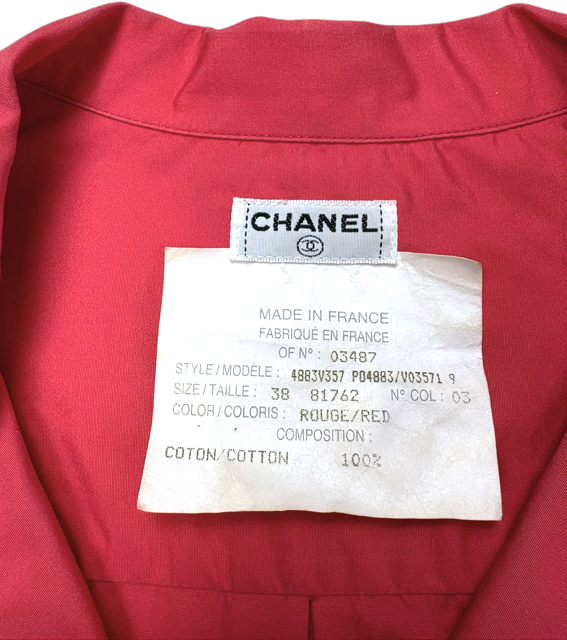 CHANEL
MADE IN FRANCE
FABRIQUÉ EN FRANCE
OF Nº : 03487
STYLE / MODÈLE : 4883V357 P04883/V03571 9
SIZE / TAILLE : 38 81762 Nº COL : 03
COLOR / COLORIS : ROUGE/RED
COMPOSITION :
COTON/COTTON 100%